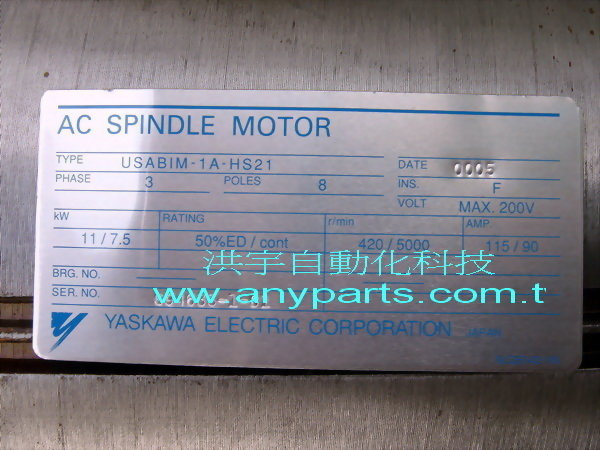 AC SPINDLE MOTOR
TYPE USABIM-1A-HS21 DATE 0005
PHASE 3 POLES 8 INS. F
VOLT MAX. 200V
kW RATING r/min AMP.
11 / 7.5 50%ED / cont 420 / 5000 115 / 90
洪宇自動化科技
BRG. NO.
SER. NO.
www.anyparts.com.t
YASKAWA ELECTRIC CORPORATION JAPAN